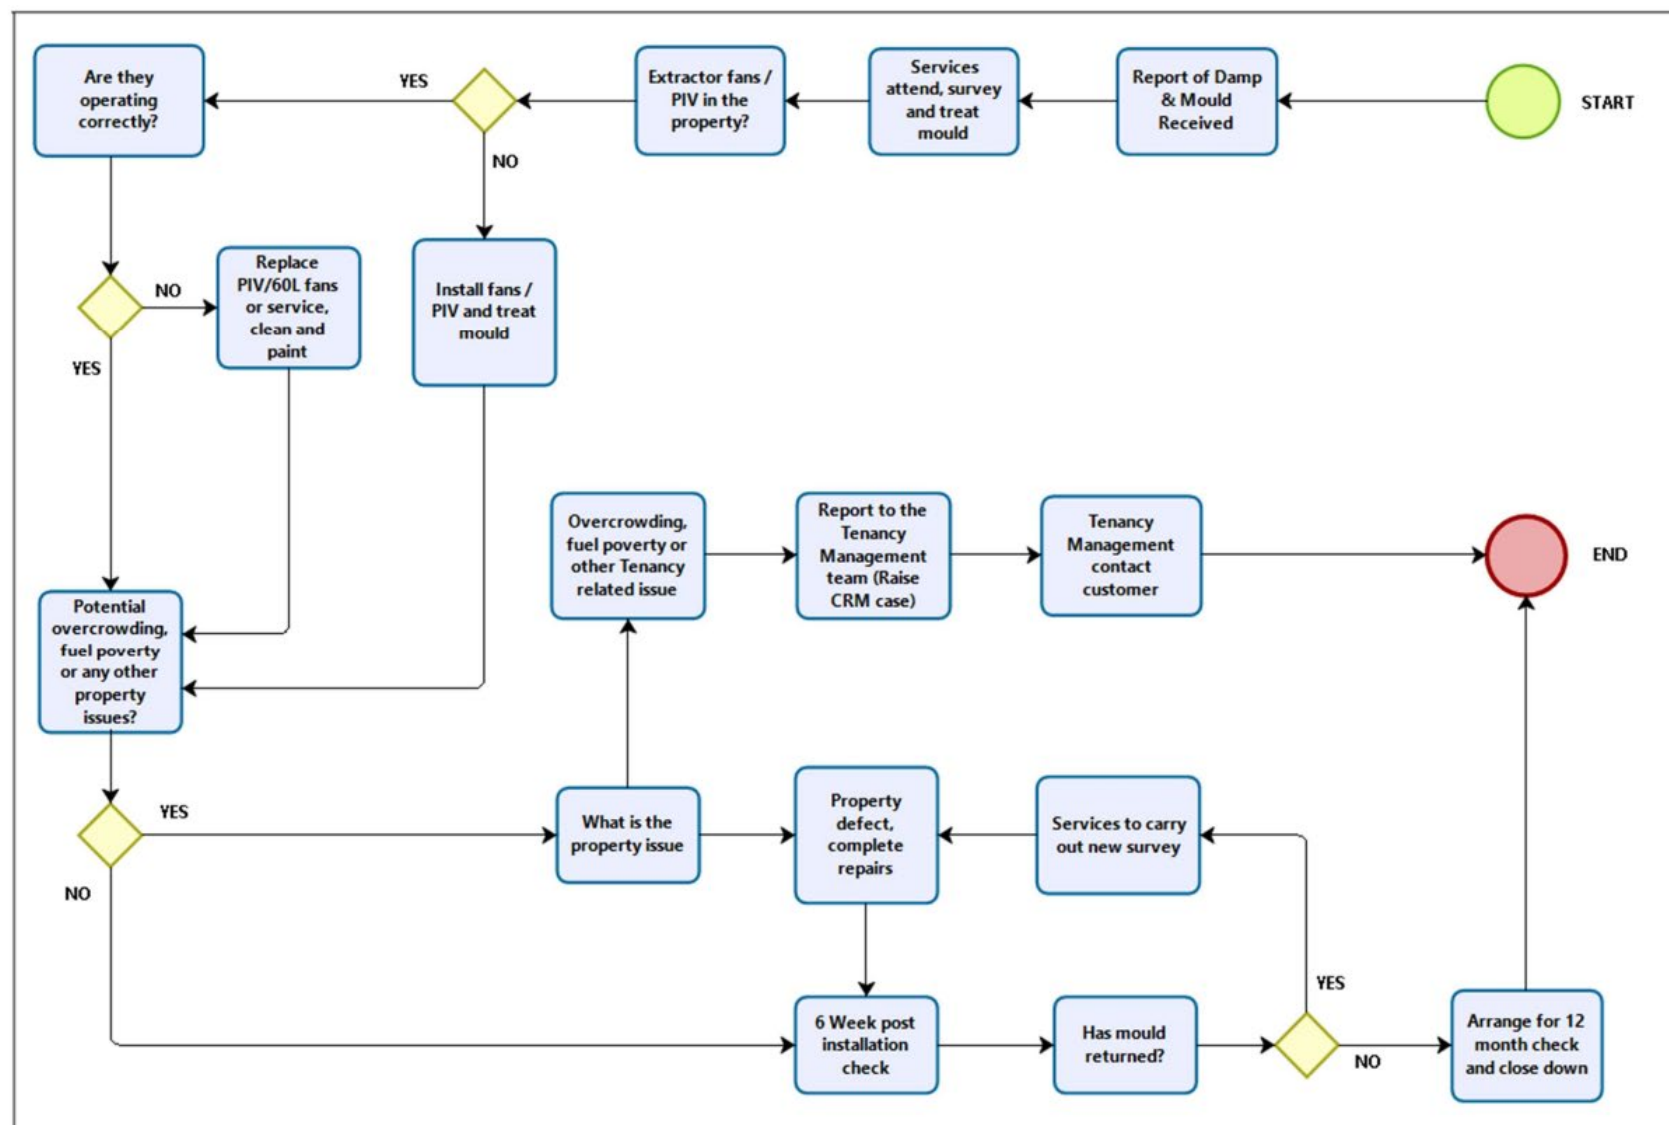 START
Report of Damp
& Mould
Received
Services
attend, survey
and treat
mould
Extractor fans /
PIV in the
property?
YES
NO
Are they
operating
correctly?
NO
YES
Replace
PIV/60L fans
or service,
clean and
paint
Install fans /
PIV and treat
mould
Potential
overcrowding,
fuel poverty
or any other
property
issues?
YES
NO
What is the
property issue
Overcrowding,
fuel poverty or
other Tenancy
related issue
Report to the
Tenancy
Management
team (Raise
CRM case)
Tenancy
Management
contact
customer
END
Property
defect,
complete
repairs
Services to carry
out new survey
6 Week post
installation
check
Has mould
returned?
YES
NO
Arrange for 12
month check
and close down